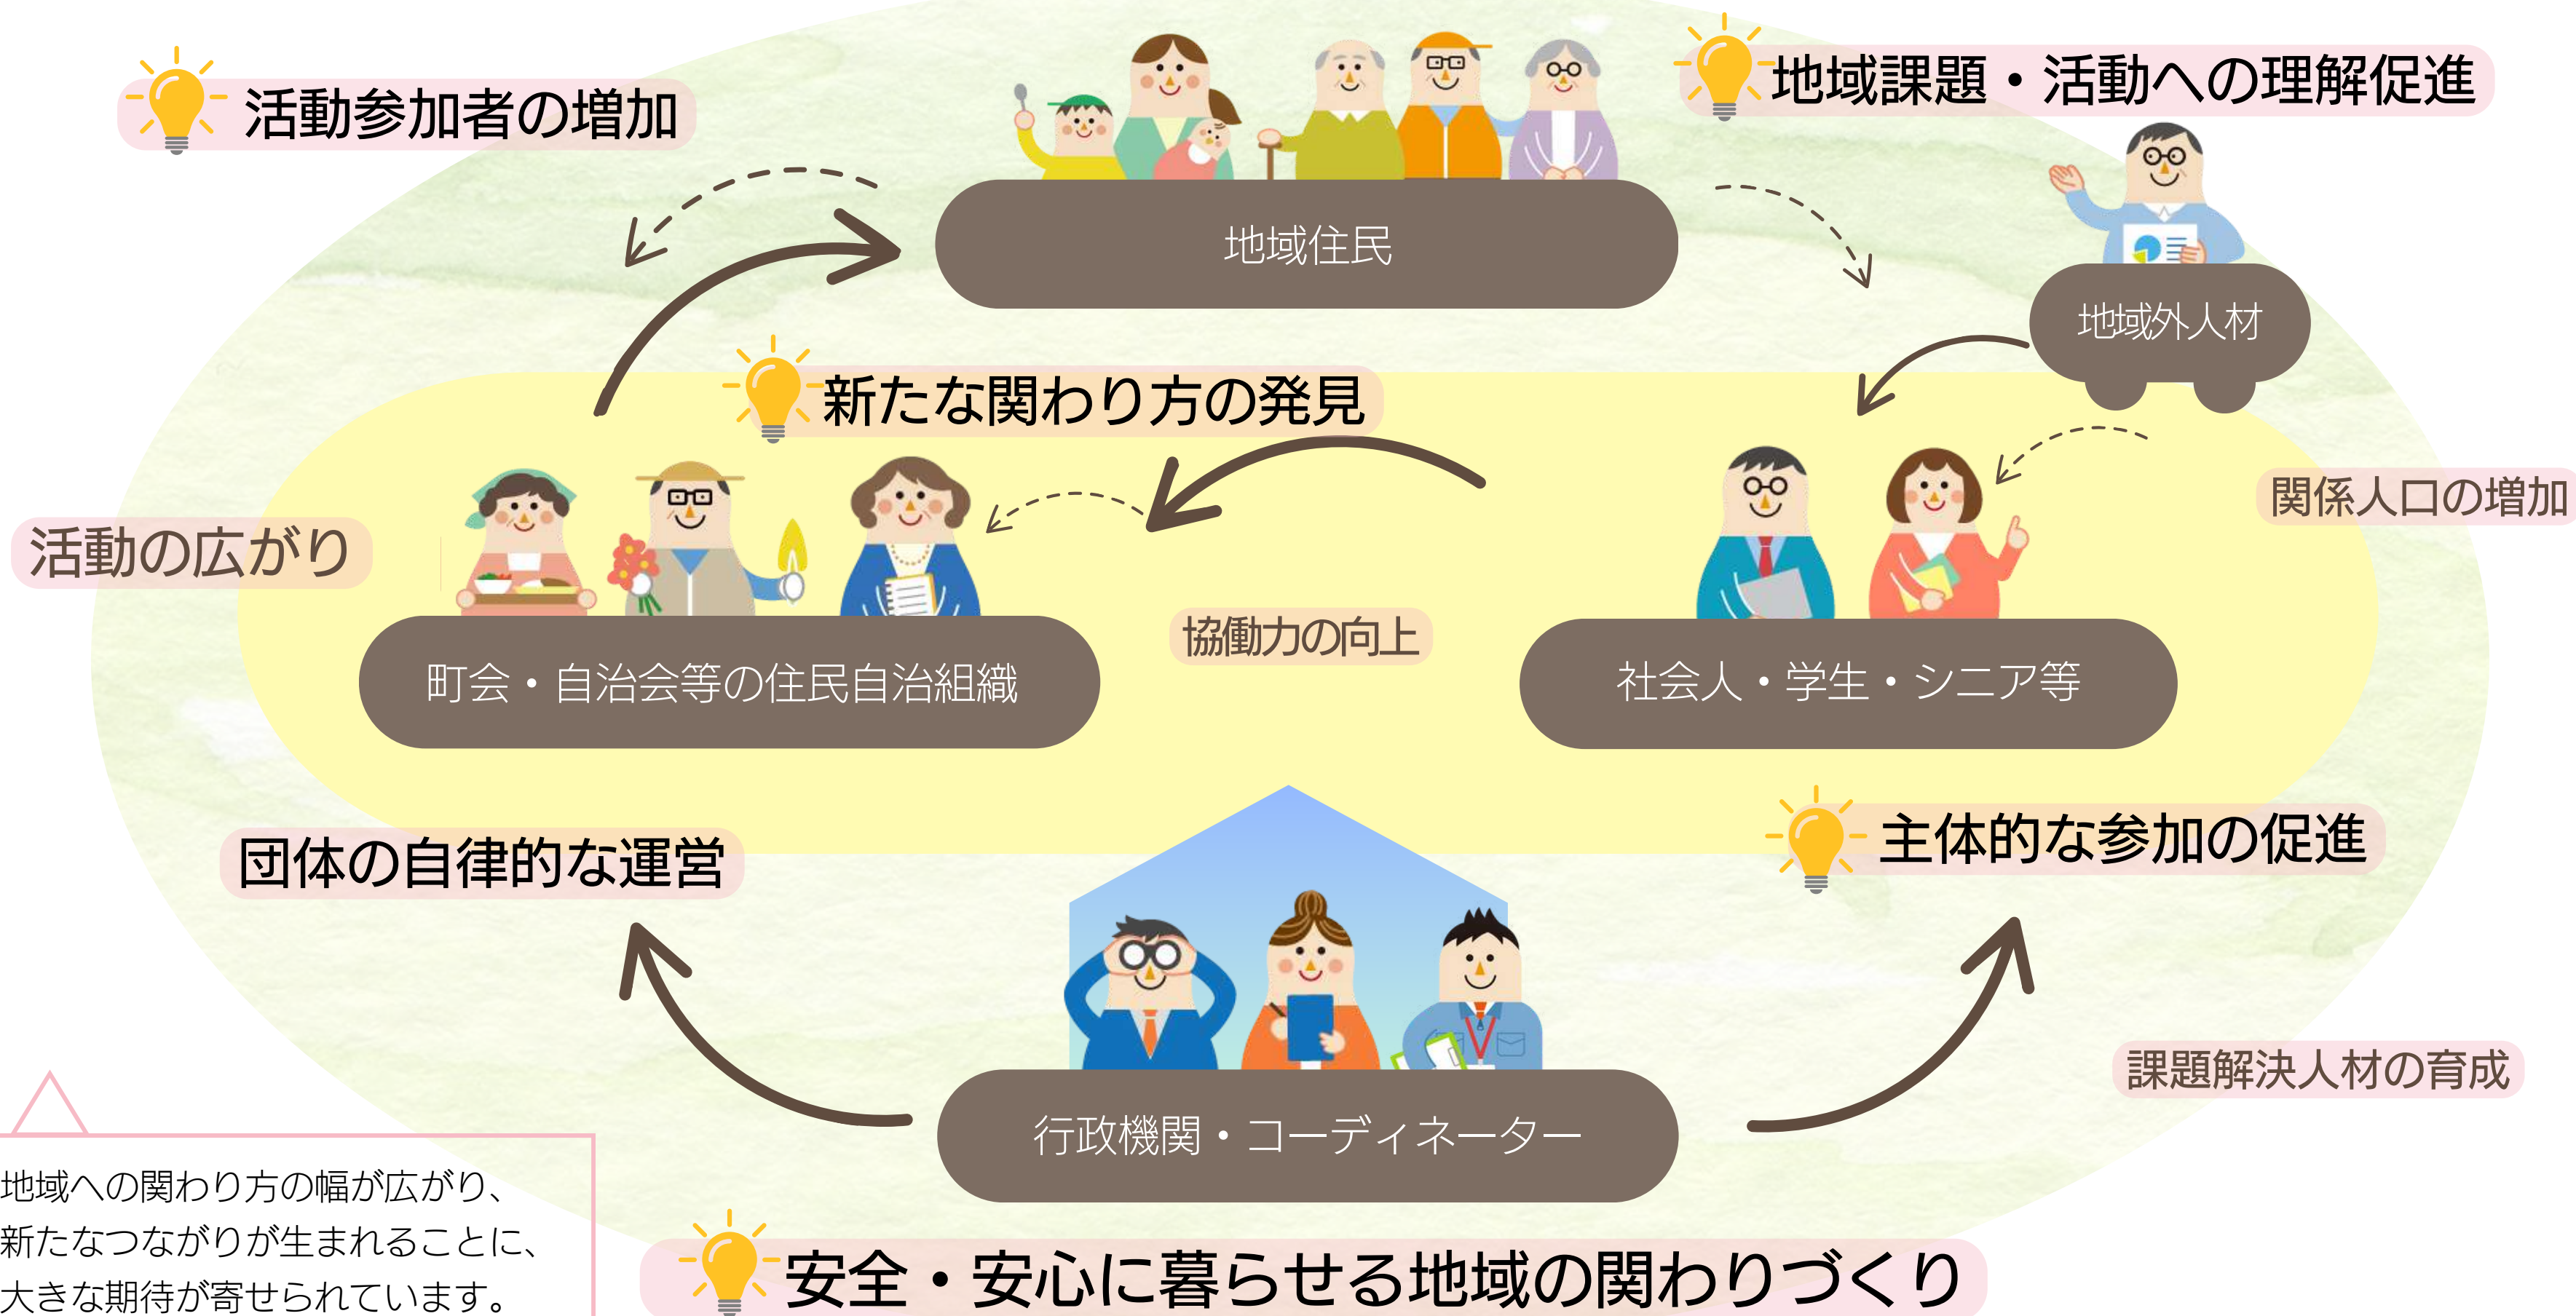 活動参加者の増加
地域課題・活動への理解促進
地域住民
地域外人材
新たな関わり方の発見
関係人口の増加
活動の広がり
協働力の向上
町会・自治会等の住民自治組織
社会人・学生・シニア等
団体の自律的な運営
主体的な参加の促進
課題解決人材の育成
行政機関・コーディネーター
地域への関わり方の幅が広がり、
新たなつながりが生まれることに、
大きな期待が寄せられています。
安全・安心に暮らせる地域の関わりづくり